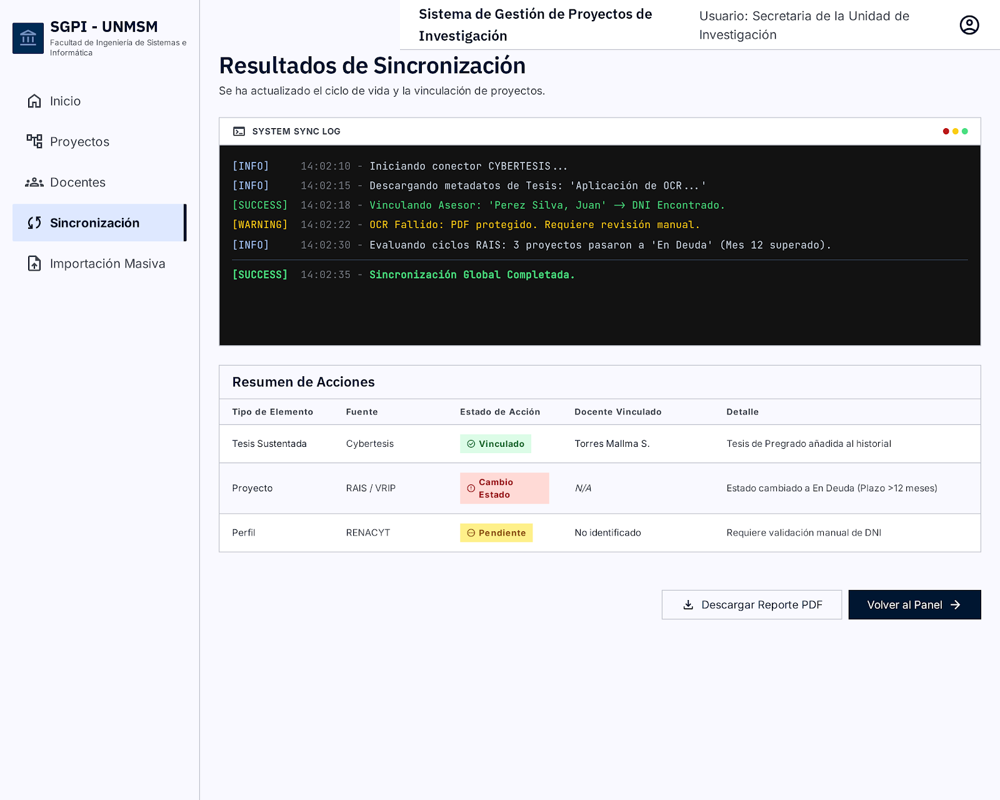 SGPI - UNMSM
Facultad de Ingeniería de Sistemas e
Informática
Inicio
Proyectos
Docentes
Sincronización
Importación Masiva
Sistema de Gestión de Proyectos de
Investigación
Usuario: Secretaria de la Unidad de
Investigación
Resultados de Sincronización
Se ha actualizado el ciclo de vida y la vinculación de proyectos.
SYSTEM SYNC LOG
[INFO] 14:02:10 - Iniciando conector CYBERTESIS...
[INFO] 14:02:15 - Descargando metadatos de Tesis: 'Aplicación de OCR...'
[SUCCESS] 14:02:18 - Vinculando Asesor: 'Perez Silva, Juan' -> DNI Encontrado.
[WARNING] 14:02:22 - OCR Fallido: PDF protegido. Requiere revisión manual.
[INFO] 14:02:30 - Evaluando ciclos RAIS: 3 proyectos pasaron a 'En Deuda' (Mes 12 superado).
[SUCCESS] 14:02:35 - Sincronización Global Completada.
Resumen de Acciones
Tipo de Elemento Fuente Estado de Acción Docente Vinculado Detalle
Tesis Sustentada Cybertesis Vinculado Torres Mallma S. Tesis de Pregrado añadida al historial
Proyecto RAIS / VRIP Cambio Estado N/A Estado cambiado a En Deuda (Plazo >12 meses)
Perfil RENACYT Pendiente No identificado Requiere validación manual de DNI
Descargar Reporte PDF
Volver al Panel